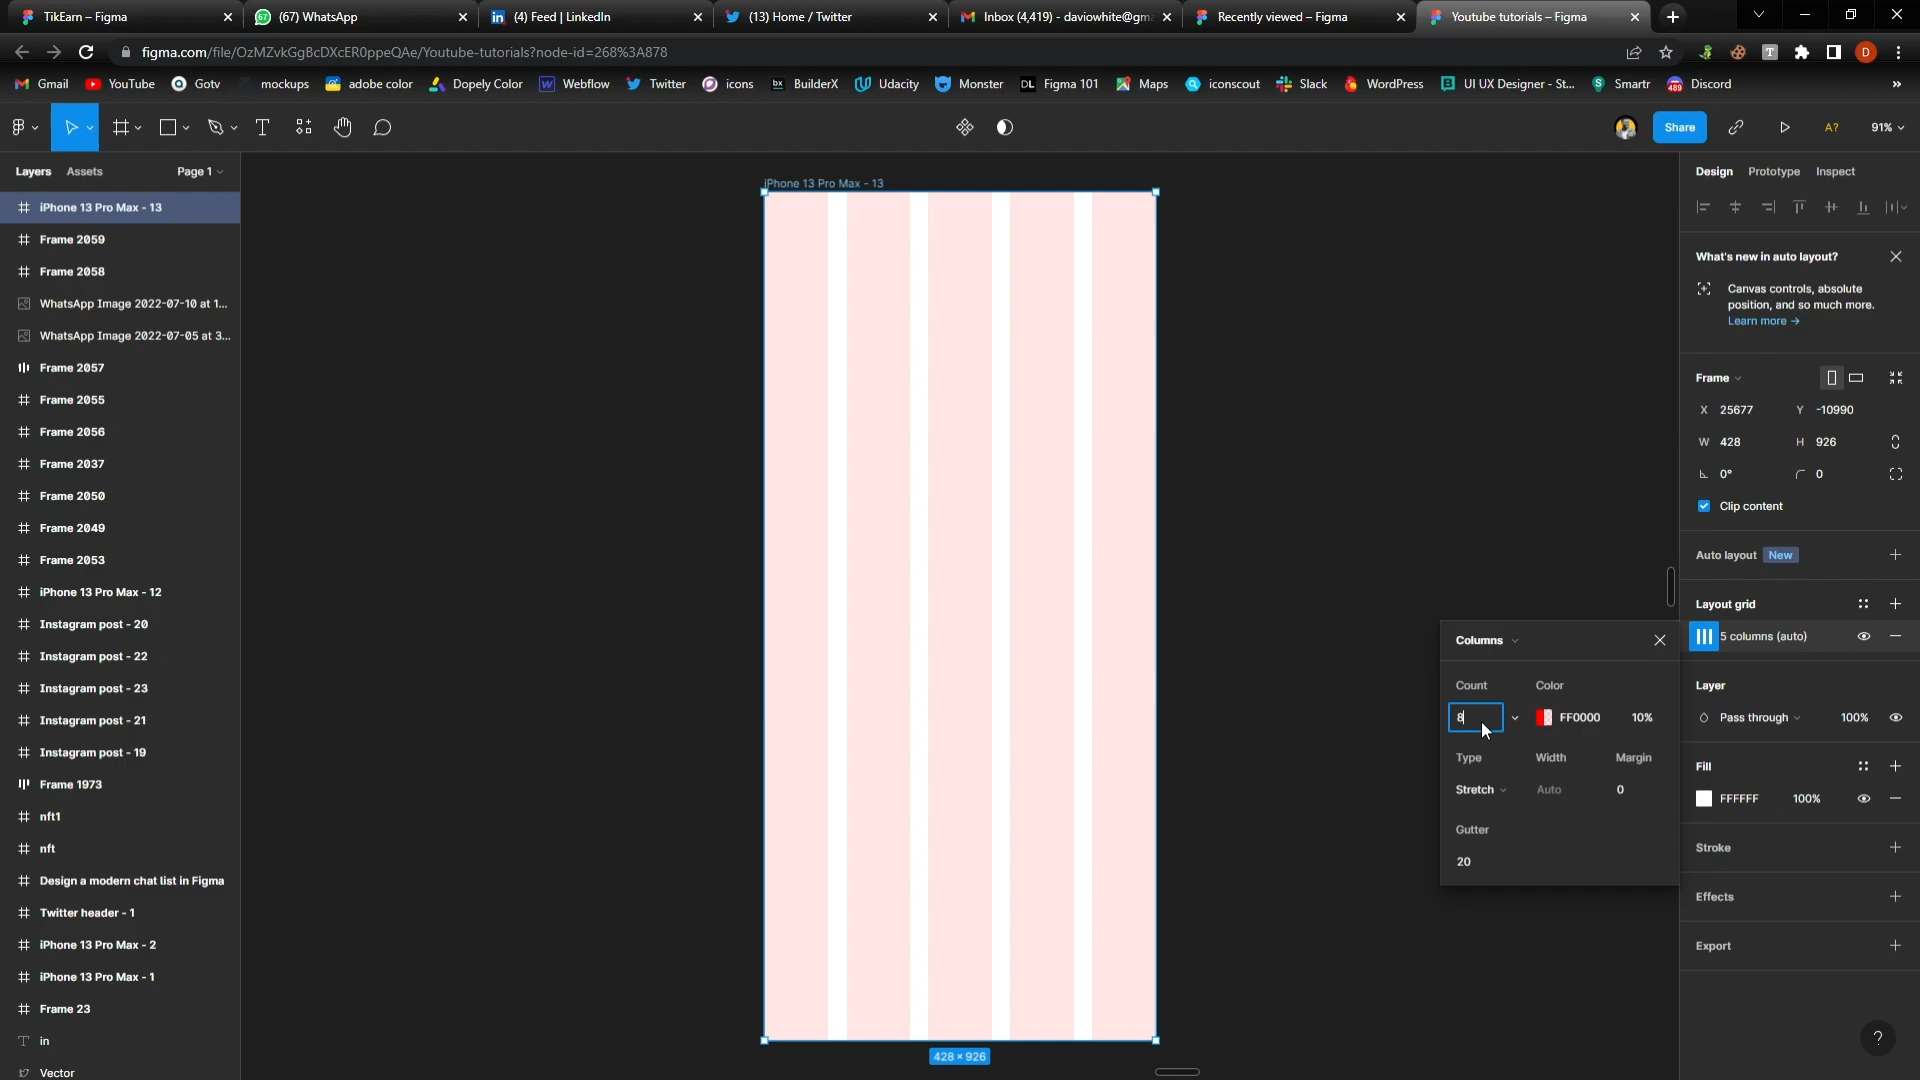 TikEarn – Figma
(67) WhatsApp
(4) Feed | LinkedIn
(13) Home / Twitter
Inbox (4,419) - daviowhite@gm
Recently viewed – Figma
Youtube tutorials – Figma
figma.com/file/OzMZvkGgBcDXcER0ppeQAe/Youtube-tutorials?node-id=268%3A878
D
Gmail
YouTube
Gotv
mockups
adobe color
Dopely Color
Webflow
Twitter
icons
BuilderX
Udacity
Monster
Figma 101
Maps
iconscout
Slack
WordPress
UI UX Designer - St...
Smartr
Discord
Share
A?
91%
Layers
Assets
Page 1
iPhone 13 Pro Max - 13
Frame 2059
Frame 2058
WhatsApp Image 2022-07-10 at 1...
WhatsApp Image 2022-07-05 at 3...
Frame 2057
Frame 2055
Frame 2056
Frame 2037
Frame 2050
Frame 2049
Frame 2053
iPhone 13 Pro Max - 12
Instagram post - 20
Instagram post - 22
Instagram post - 23
Instagram post - 21
Instagram post - 19
Frame 1973
nft1
nft
Design a modern chat list in Figma
Twitter header - 1
iPhone 13 Pro Max - 2
iPhone 13 Pro Max - 1
Frame 23
in
Vector
iPhone 13 Pro Max - 13
428 × 926
Columns
Count
Color
8
FF0000
10%
Type
Width
Margin
Stretch
Auto
0
Gutter
20
Design
Prototype
Inspect
What's new in auto layout?
Canvas controls, absolute
position, and so much more.
Learn more →
Frame
X 25677
Y -10990
W 428
H 926
0°
0
Clip content
Auto layout New
Layout grid
5 columns (auto)
Layer
Pass through
100%
Fill
FFFFFF
100%
Stroke
Effects
Export
?